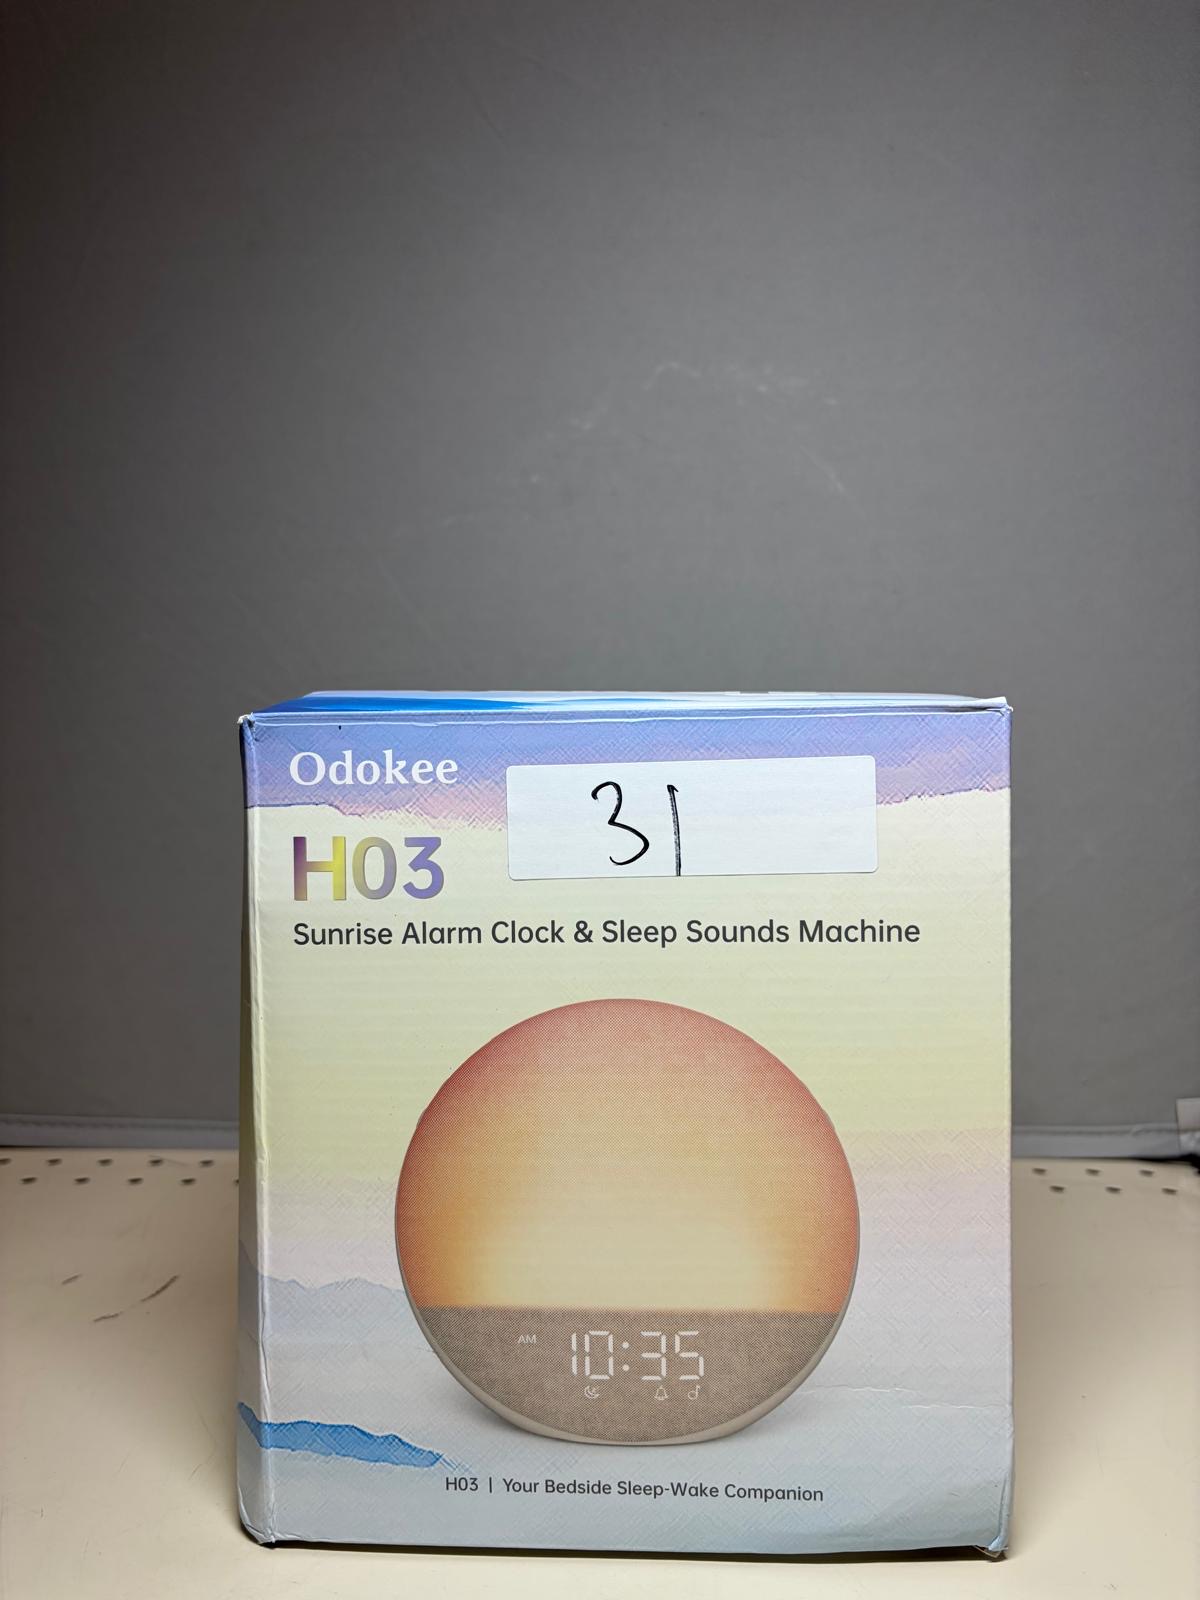 Odokee
31
H03
Sunrise Alarm Clock & Sleep Sounds Machine
AM 10:35
H03 | Your Bedside Sleep-Wake Companion